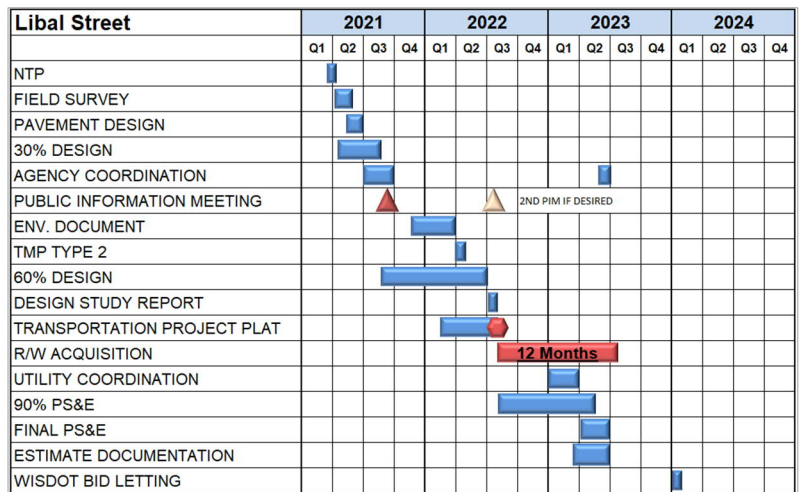 Libal Street 2021 2022 2023 2024
Q1 Q2 Q3 Q4 Q1 Q2 Q3 Q4 Q1 Q2 Q3 Q4 Q1 Q2 Q3 Q4
NTP
FIELD SURVEY
PAVEMENT DESIGN
30% DESIGN
AGENCY COORDINATION
PUBLIC INFORMATION MEETING 2ND PIM IF DESIRED
ENV. DOCUMENT
TMP TYPE 2
60% DESIGN
DESIGN STUDY REPORT
TRANSPORTATION PROJECT PLAT
R/W ACQUISITION 12 Months
UTILITY COORDINATION
90% PS&E
FINAL PS&E
ESTIMATE DOCUMENTATION
WISDOT BID LETTING